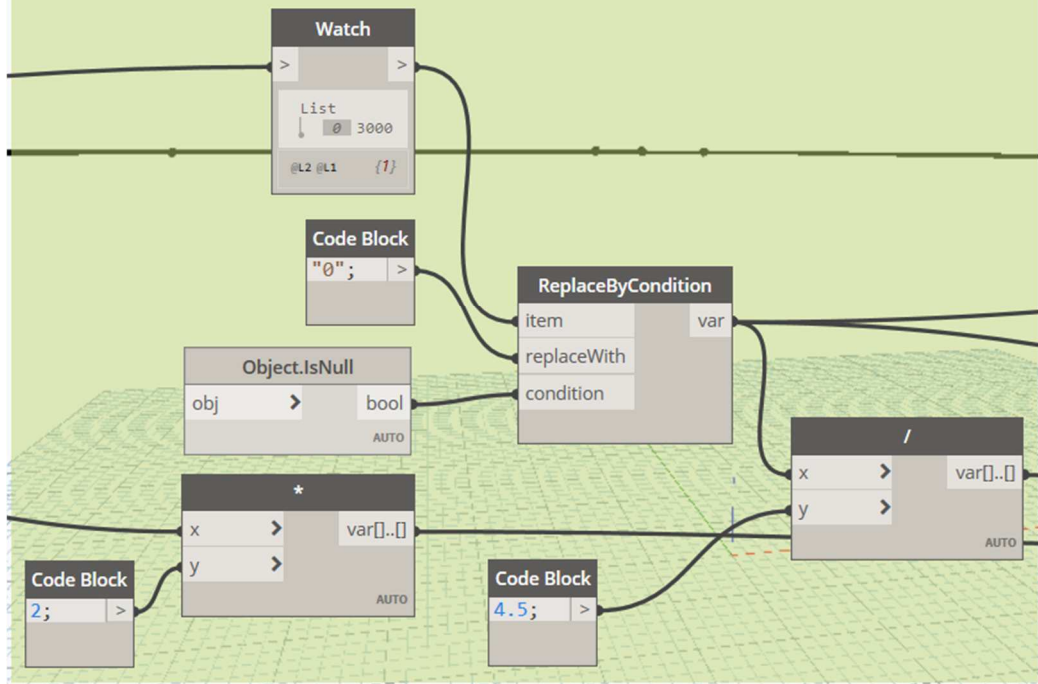 Watch
> >
List
0 3000
@L2 @L1 {1}
Code Block
"0"; >
ReplaceByCondition
item var
replaceWith
condition
Object.IsNull
obj > bool
AUTO
/
x > var[]..[]
y >
AUTO
*
x > var[]..[]
y >
AUTO
Code Block
2; >
Code Block
4.5; >